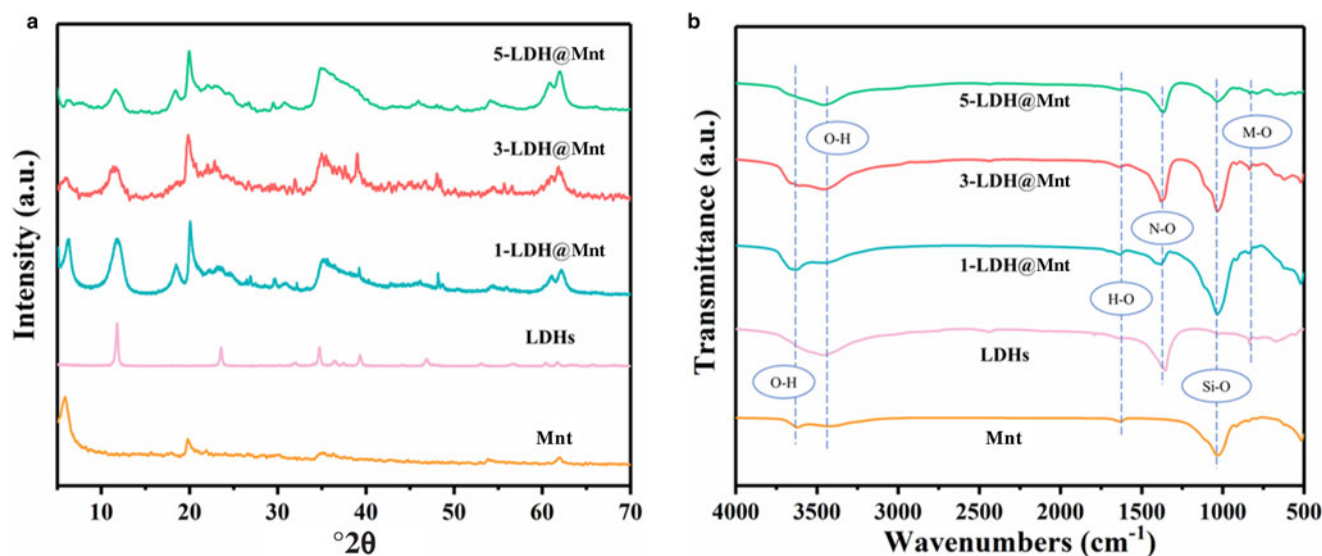 a
Intensity (a.u.)
5-LDH@Mnt
3-LDH@Mnt
1-LDH@Mnt
LDHs
Mnt
10 20 30 40 50 60 70
°2θ
b
Transmittance (a.u.)
5-LDH@Mnt
O-H
M-O
3-LDH@Mnt
N-O
1-LDH@Mnt
H-O
LDHs
O-H
Si-O
Mnt
4000 3500 3000 2500 2000 1500 1000 500
Wavenumbers (cm⁻¹)